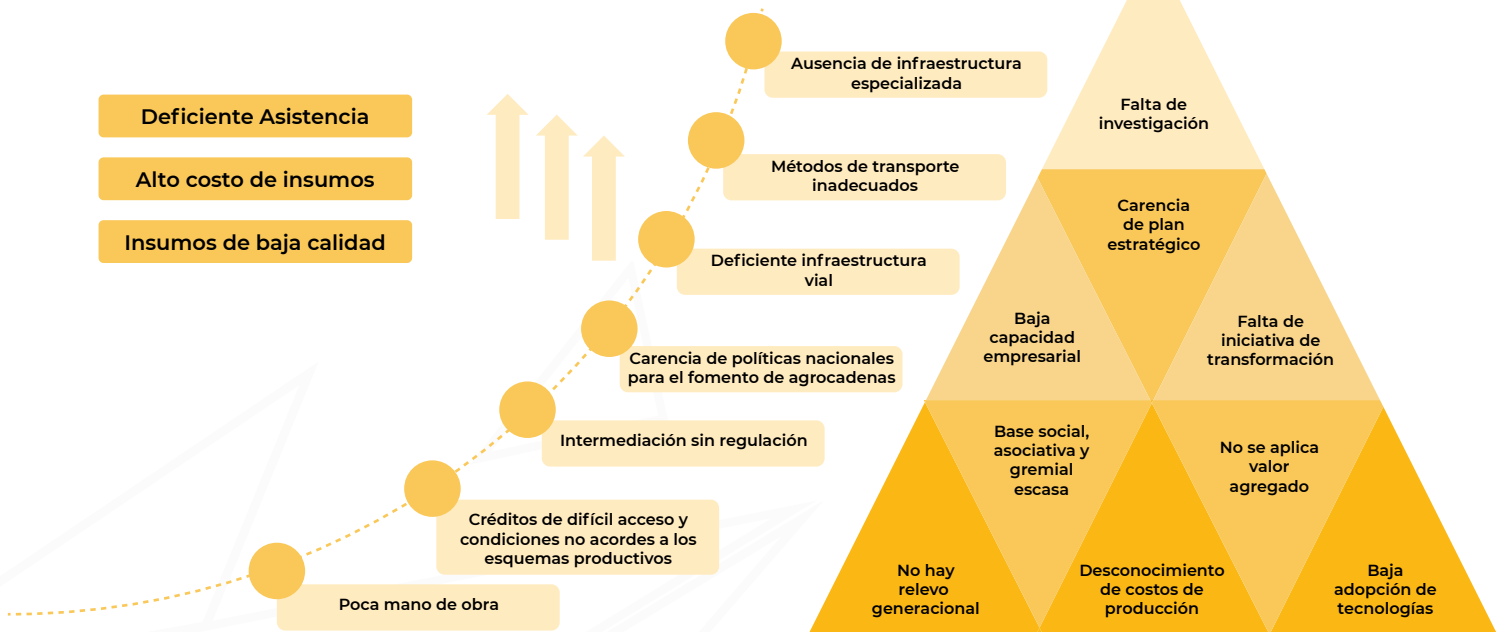 Deficiente Asistencia
Alto costo de insumos
Insumos de baja calidad
Ausencia de infraestructura
especializada
Métodos de transporte
inadecuados
Deficiente infraestructura
vial
Carencia de políticas nacionales
para el fomento de agrocadenas
Intermediación sin regulación
Créditos de difícil acceso y
condiciones no acordes a los
esquemas productivos
Poca mano de obra
Falta de
investigación
Carencia
de plan
estratégico
Baja
capacidad
empresarial
Falta de
iniciativa de
transformación
Base social,
asociativa y
gremial
escasa
No se aplica
valor
agregado
No hay
relevo
generacional
Desconocimiento
de costos de
producción
Baja
adopción de
tecnologías